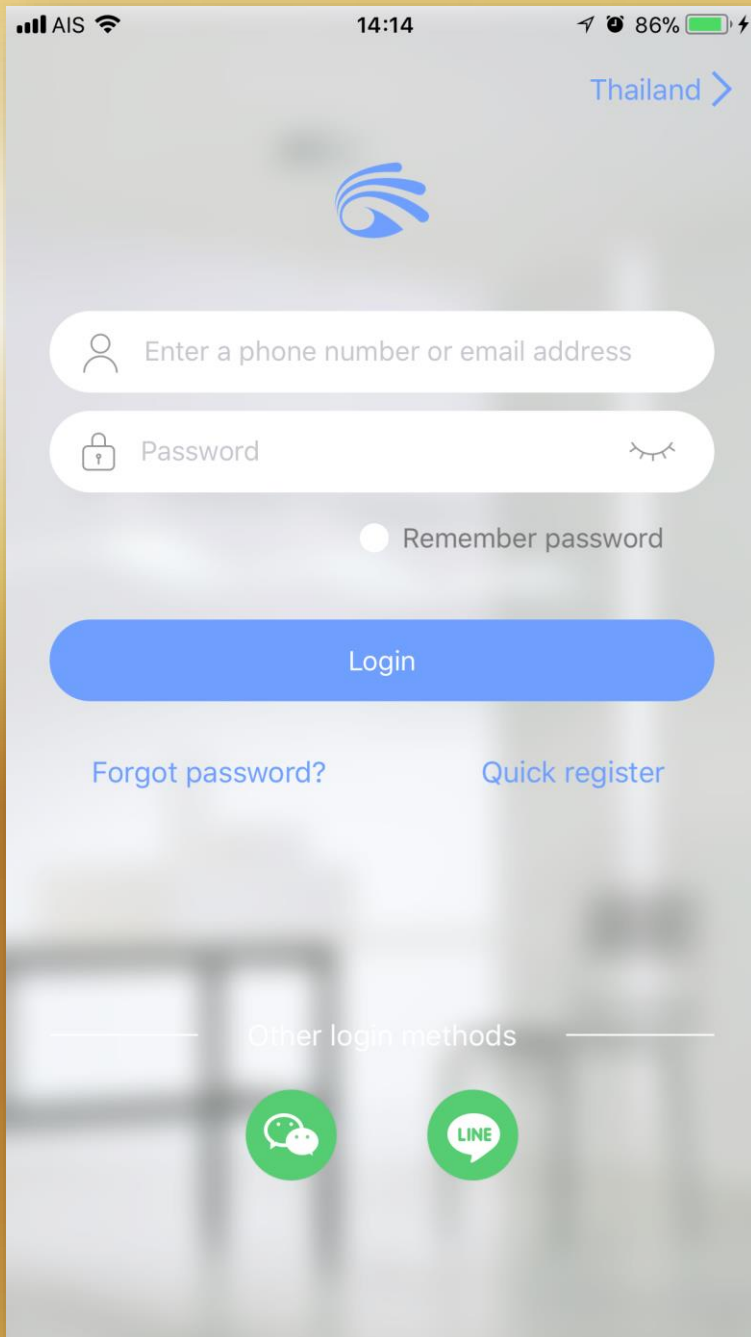 AIS 14:14 86%
Thailand
Enter a phone number or email address
Password
Remember password
Login
Forgot password? Quick register
Other login methods
LINE